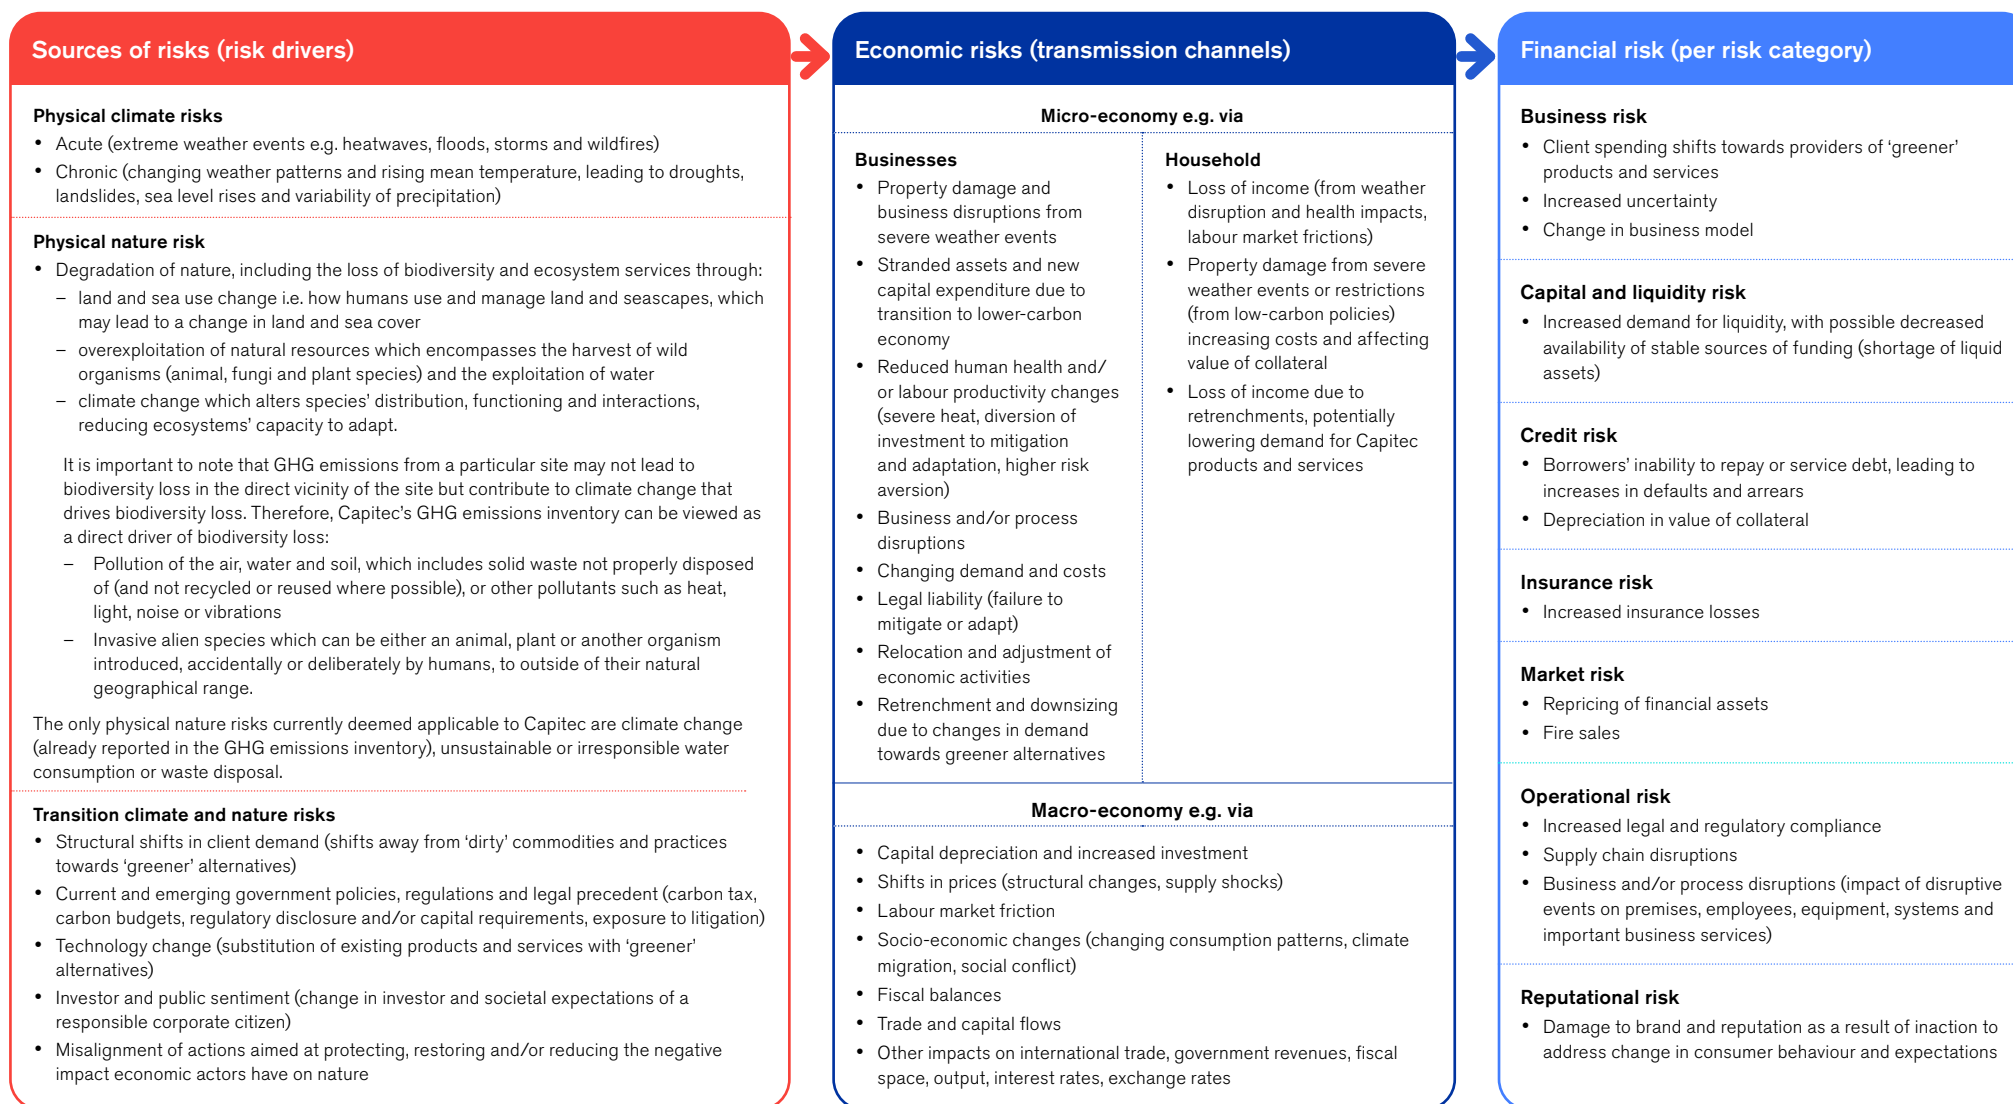 Sources of risks (risk drivers)
Physical climate risks
• Acute (extreme weather events e.g. heatwaves, floods, storms and wildfires)
• Chronic (changing weather patterns and rising mean temperature, leading to droughts,
landslides, sea level rises and variability of precipitation)
Physical nature risk
• Degradation of nature, including the loss of biodiversity and ecosystem services through:
– land and sea use change i.e. how humans use and manage land and seascapes, which
may lead to a change in land and sea cover
– overexploitation of natural resources which encompasses the harvest of wild
organisms (animal, fungi and plant species) and the exploitation of water
– climate change which alters species’ distribution, functioning and interactions,
reducing ecosystems’ capacity to adapt.
It is important to note that GHG emissions from a particular site may not lead to
biodiversity loss in the direct vicinity of the site but contribute to climate change that
drives biodiversity loss. Therefore, Capitec’s GHG emissions inventory can be viewed as
a direct driver of biodiversity loss:
– Pollution of the air, water and soil, which includes solid waste not properly disposed
of (and not recycled or reused where possible), or other pollutants such as heat,
light, noise or vibrations
– Invasive alien species which can be either an animal, plant or another organism
introduced, accidentally or deliberately by humans, to outside of their natural
geographical range.
The only physical nature risks currently deemed applicable to Capitec are climate change
(already reported in the GHG emissions inventory), unsustainable or irresponsible water
consumption or waste disposal.
Transition climate and nature risks
• Structural shifts in client demand (shifts away from ‘dirty’ commodities and practices
towards ‘greener’ alternatives)
• Current and emerging government policies, regulations and legal precedent (carbon tax,
carbon budgets, regulatory disclosure and/or capital requirements, exposure to litigation)
• Technology change (substitution of existing products and services with ‘greener’
alternatives)
• Investor and public sentiment (change in investor and societal expectations of a
responsible corporate citizen)
• Misalignment of actions aimed at protecting, restoring and/or reducing the negative
impact economic actors have on nature
Economic risks (transmission channels)
Micro-economy e.g. via
Businesses
• Property damage and
business disruptions from
severe weather events
• Stranded assets and new
capital expenditure due to
transition to lower-carbon
economy
• Reduced human health and/
or labour productivity changes
(severe heat, diversion of
investment to mitigation
and adaptation, higher risk
aversion)
• Business and/or process
disruptions
• Changing demand and costs
• Legal liability (failure to
mitigate or adapt)
• Relocation and adjustment of
economic activities
• Retrenchment and downsizing
due to changes in demand
towards greener alternatives
Household
• Loss of income (from weather
disruption and health impacts,
labour market frictions)
• Property damage from severe
weather events or restrictions
(from low-carbon policies)
increasing costs and affecting
value of collateral
• Loss of income due to
retrenchments, potentially
lowering demand for Capitec
products and services
Macro-economy e.g. via
• Capital depreciation and increased investment
• Shifts in prices (structural changes, supply shocks)
• Labour market friction
• Socio-economic changes (changing consumption patterns, climate
migration, social conflict)
• Fiscal balances
• Trade and capital flows
• Other impacts on international trade, government revenues, fiscal
space, output, interest rates, exchange rates
Financial risk (per risk category)
Business risk
• Client spending shifts towards providers of ‘greener’
products and services
• Increased uncertainty
• Change in business model
Capital and liquidity risk
• Increased demand for liquidity, with possible decreased
availability of stable sources of funding (shortage of liquid
assets)
Credit risk
• Borrowers’ inability to repay or service debt, leading to
increases in defaults and arrears
• Depreciation in value of collateral
Insurance risk
• Increased insurance losses
Market risk
• Repricing of financial assets
• Fire sales
Operational risk
• Increased legal and regulatory compliance
• Supply chain disruptions
• Business and/or process disruptions (impact of disruptive
events on premises, employees, equipment, systems and
important business services)
Reputational risk
• Damage to brand and reputation as a result of inaction to
address change in consumer behaviour and expectations